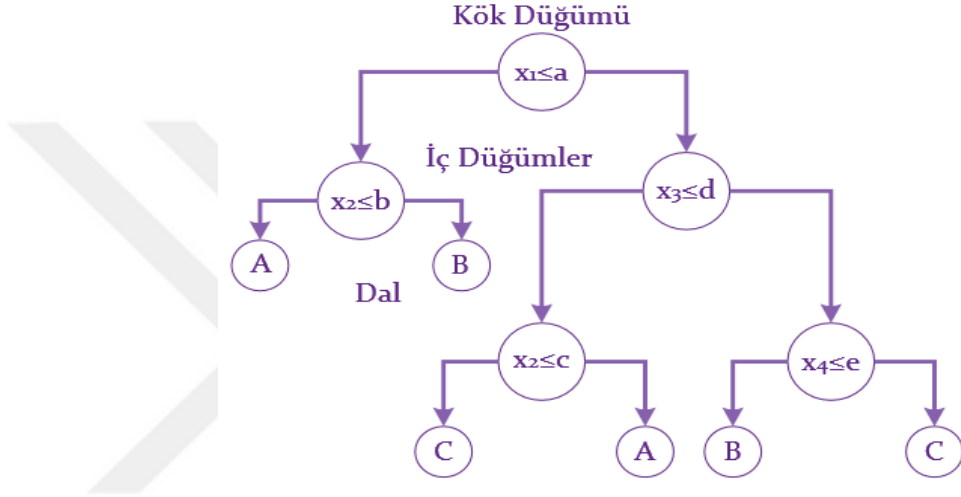 Kök Düğümü
x₁≤a
İç Düğümler
x₂≤b
x₃≤d
A
B
Dal
x₂≤c
x₄≤e
C
A
B
C